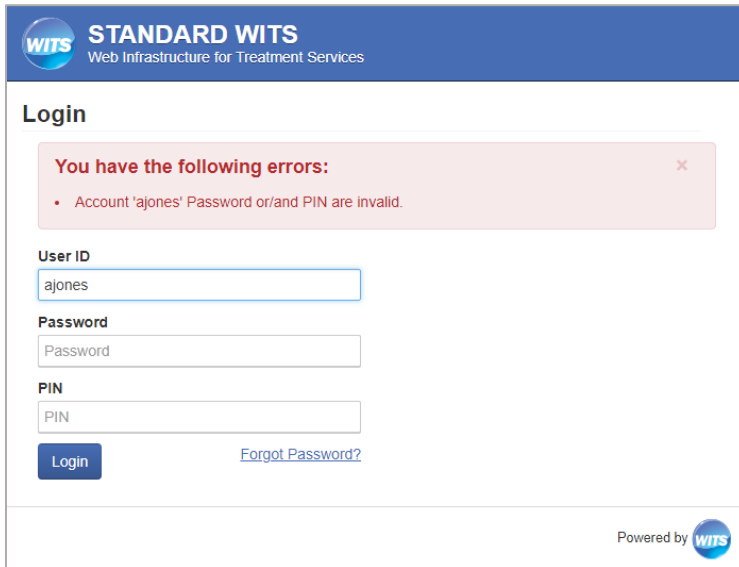 WITS
STANDARD WITS
Web Infrastructure for Treatment Services
Login
You have the following errors:
×
• Account 'ajones' Password or/and PIN are invalid.
User ID
ajones
Password
Password
PIN
PIN
Login
Forgot Password?
Powered by WITS